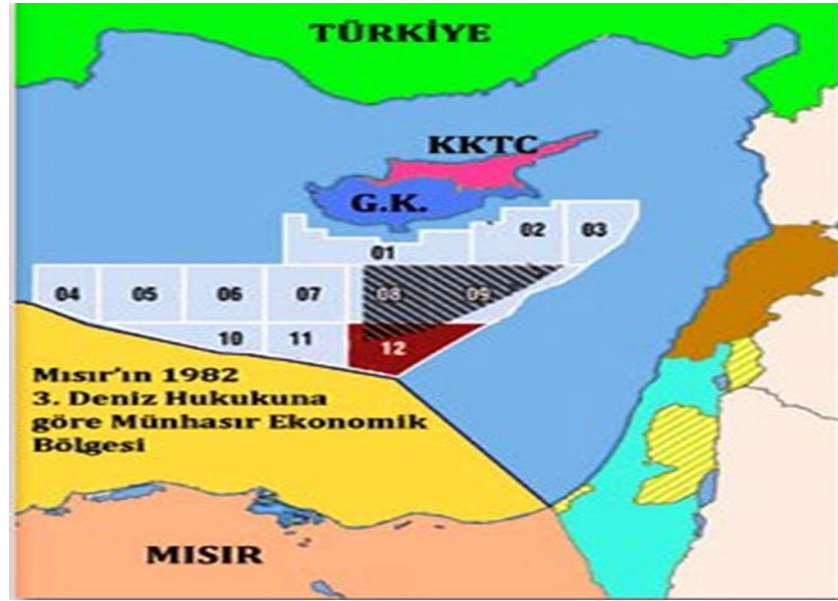 TÜRKİYE
KKTC
G.K.
02
03
01
04
05
06
07
08
09
10
11
12
Mısır'ın 1982
3. Deniz Hukukuna
göre Münhasır Ekonomik
Bölgesi
MISIR